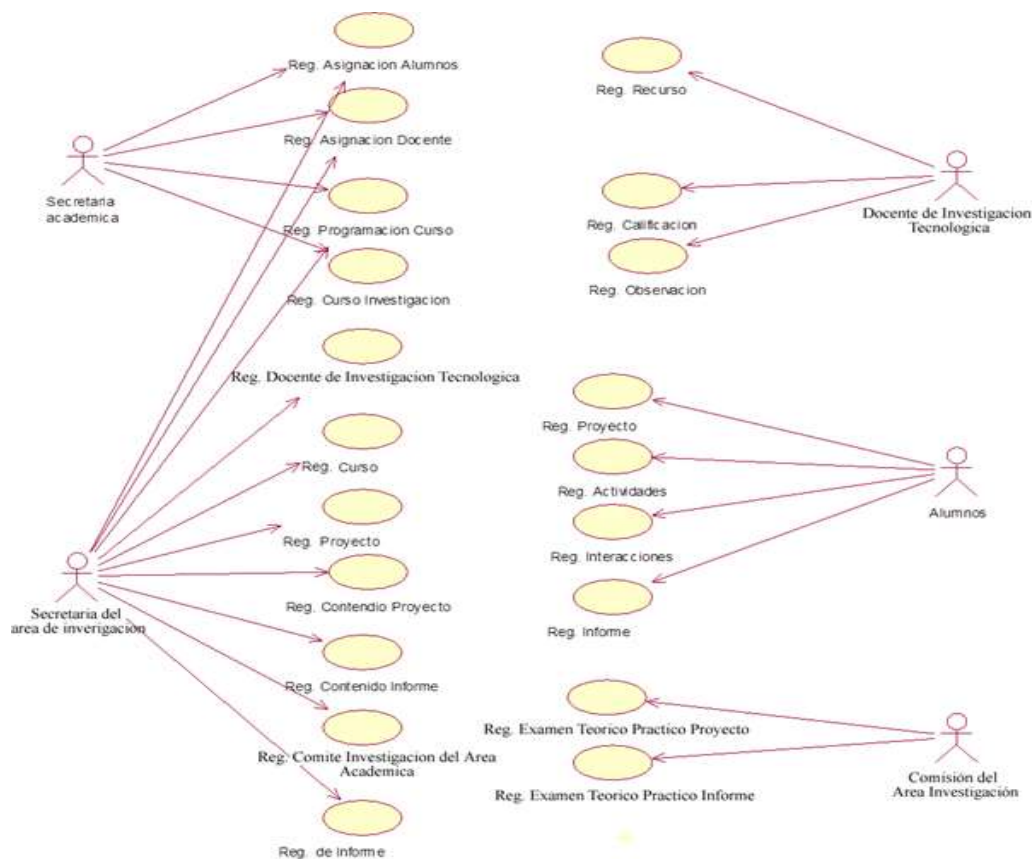 Reg. Asignacion Alumnos
Reg. Asignacion Docente
Secretaria
academica
Reg. Programacion Curso
Reg. Curso Investigacion
Reg. Docente de Investigacion Tecnologica
Reg. Curso
Reg. Proyecto
Reg. Contendio Proyecto
Secretaria del
area de inverigación
Reg. Contenido Informe
Reg. Comite Investigacion del Area
Academica
Reg. de Informe
Reg. Recurso
Reg. Calificacion
Docente de Investigacion
Tecnologica
Reg. Observacion
Reg. Proyecto
Reg. Actividades
Alumnos
Reg. Interacciones
Reg. Informe
Reg. Examen Teorico Practico Proyecto
Reg. Examen Teorico Practico Informe
Comisión del
Area Investigación